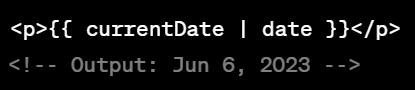 <p>{{ currentDate | date }}</p>
<!-- Output: Jun 6, 2023 -->